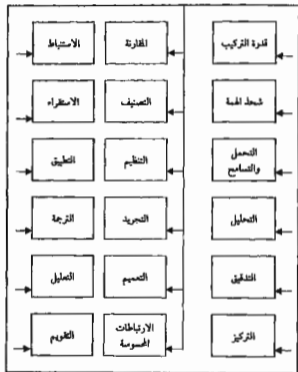 قدرة التركيب
المقارنة
الاستنباط
شحذ الهمة
التصنيف
الاستقراء
التحمل
والتسامح
التنظيم
التطبيق
التحليل
التجريد
الترجمة
التدقيق
التعميم
التعليل
التركيز
الارتباطات
المحسوسة
التقويم